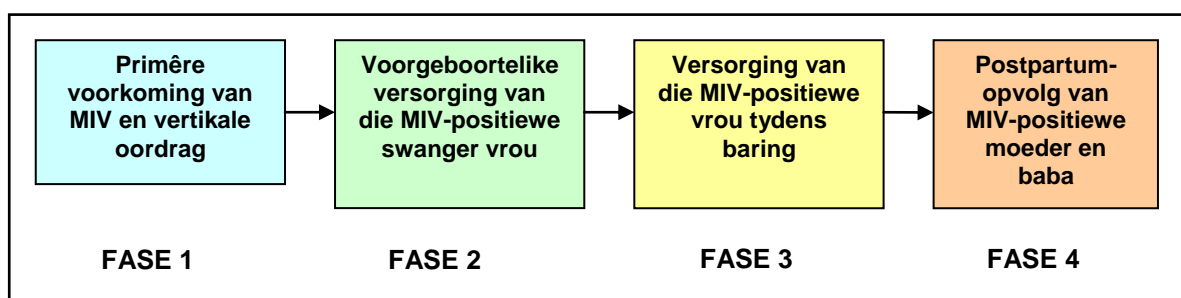 Primêre
voorkoming van
MIV en vertikale
oordrag
Voorgeboortelike
versorging van
die MIV-positiewe
swanger vrou
Versorging van
die MIV-positiewe
vrou tydens
baring
Postpartum-
opvolg van
MIV-positiewe
moeder en
baba
FASE 1
FASE 2
FASE 3
FASE 4